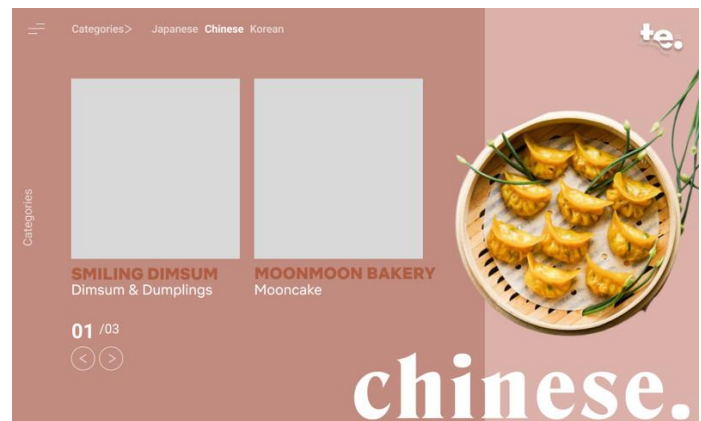 Categories> Japanese Chinese Korean
te.
Categories
SMILING DIMSUM
Dimsum & Dumplings
MOONMOON BAKERY
Mooncake
01 /03
< >
chinese.